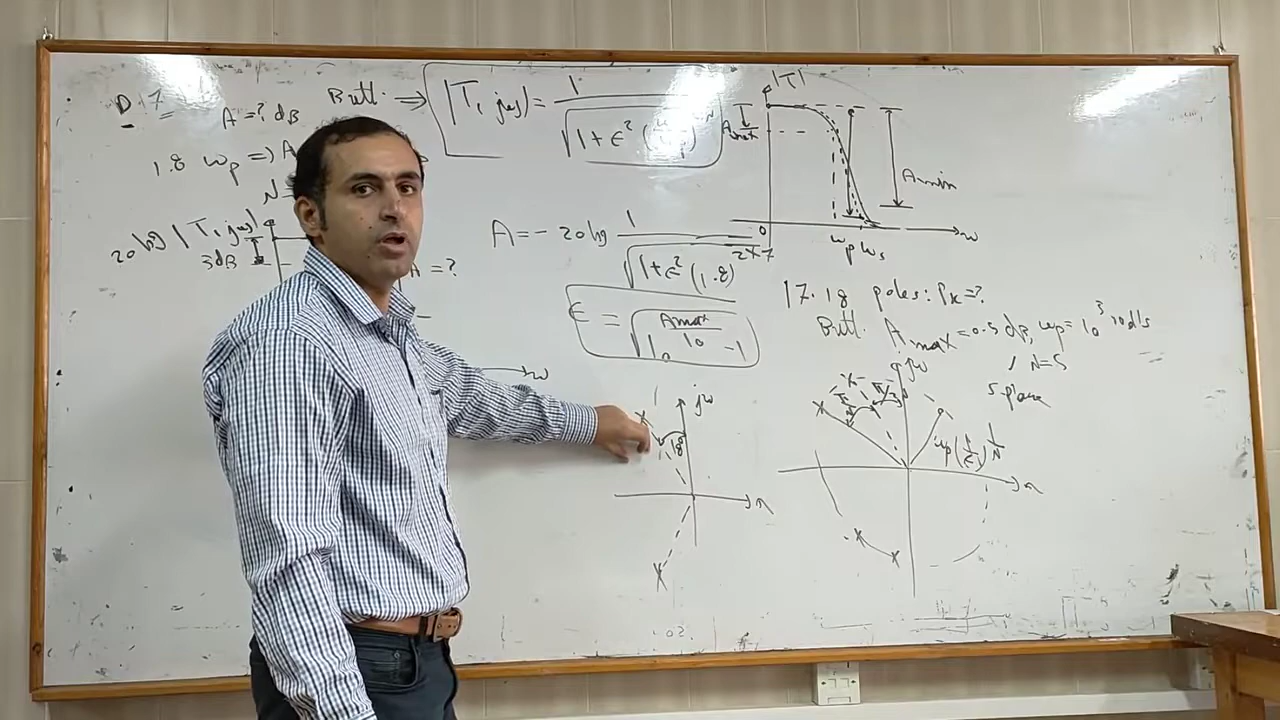 D 17
A = ? dB
Butt. ⇒ |T(jω)| = 1 / √(1 + ϵ² (ω/ωp)^2N)
1.8 ωp ⇒ A
N =
20 log |T(jω)|
3dB
A = ?
ω
A = - 20 log 1 / √(1 + ϵ² (1.8)^2×7)
ϵ = √(10^(Amax/10) - 1)
|T|
Amax
Amin
0
ωp ωs
ω
17.18 poles: Pk = ?
Butt. Amax = 0.5 dB, ωp = 10³ rad/s
, N = 5
jω
s plane
ωp (1/ϵ)^(1/N)
jω
18